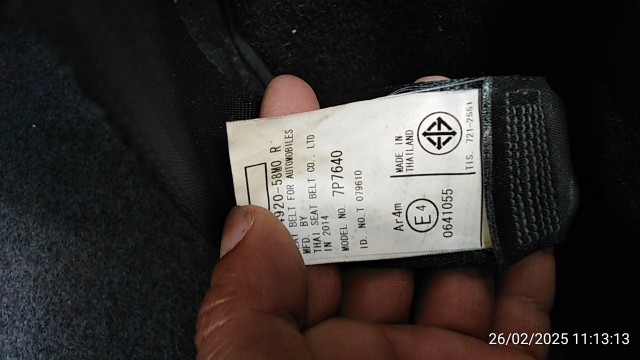 920-58M0 R
BELT FOR AUTOMOBILES
MFD. BY
THAI SEAT BELT CO., LTD
IN 2014
MODEL NO. 7P7640
ID. NO.T 079610
MADE IN
THAILAND
TIS. 721-2551
Ar4m
E4
0641055
26/02/2025 11:13:13